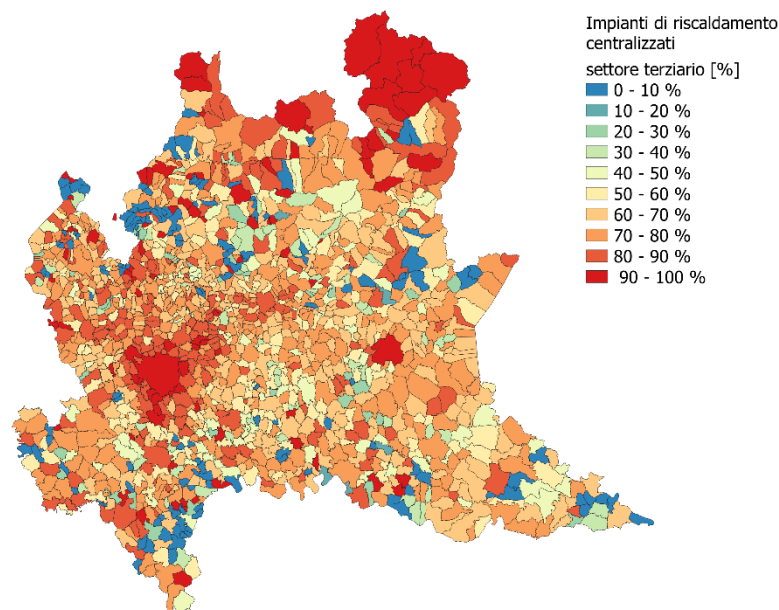 Impianti di riscaldamento
centralizzati
settore terziario [%]
0 - 10 %
10 - 20 %
20 - 30 %
30 - 40 %
40 - 50 %
50 - 60 %
60 - 70 %
70 - 80 %
80 - 90 %
90 - 100 %